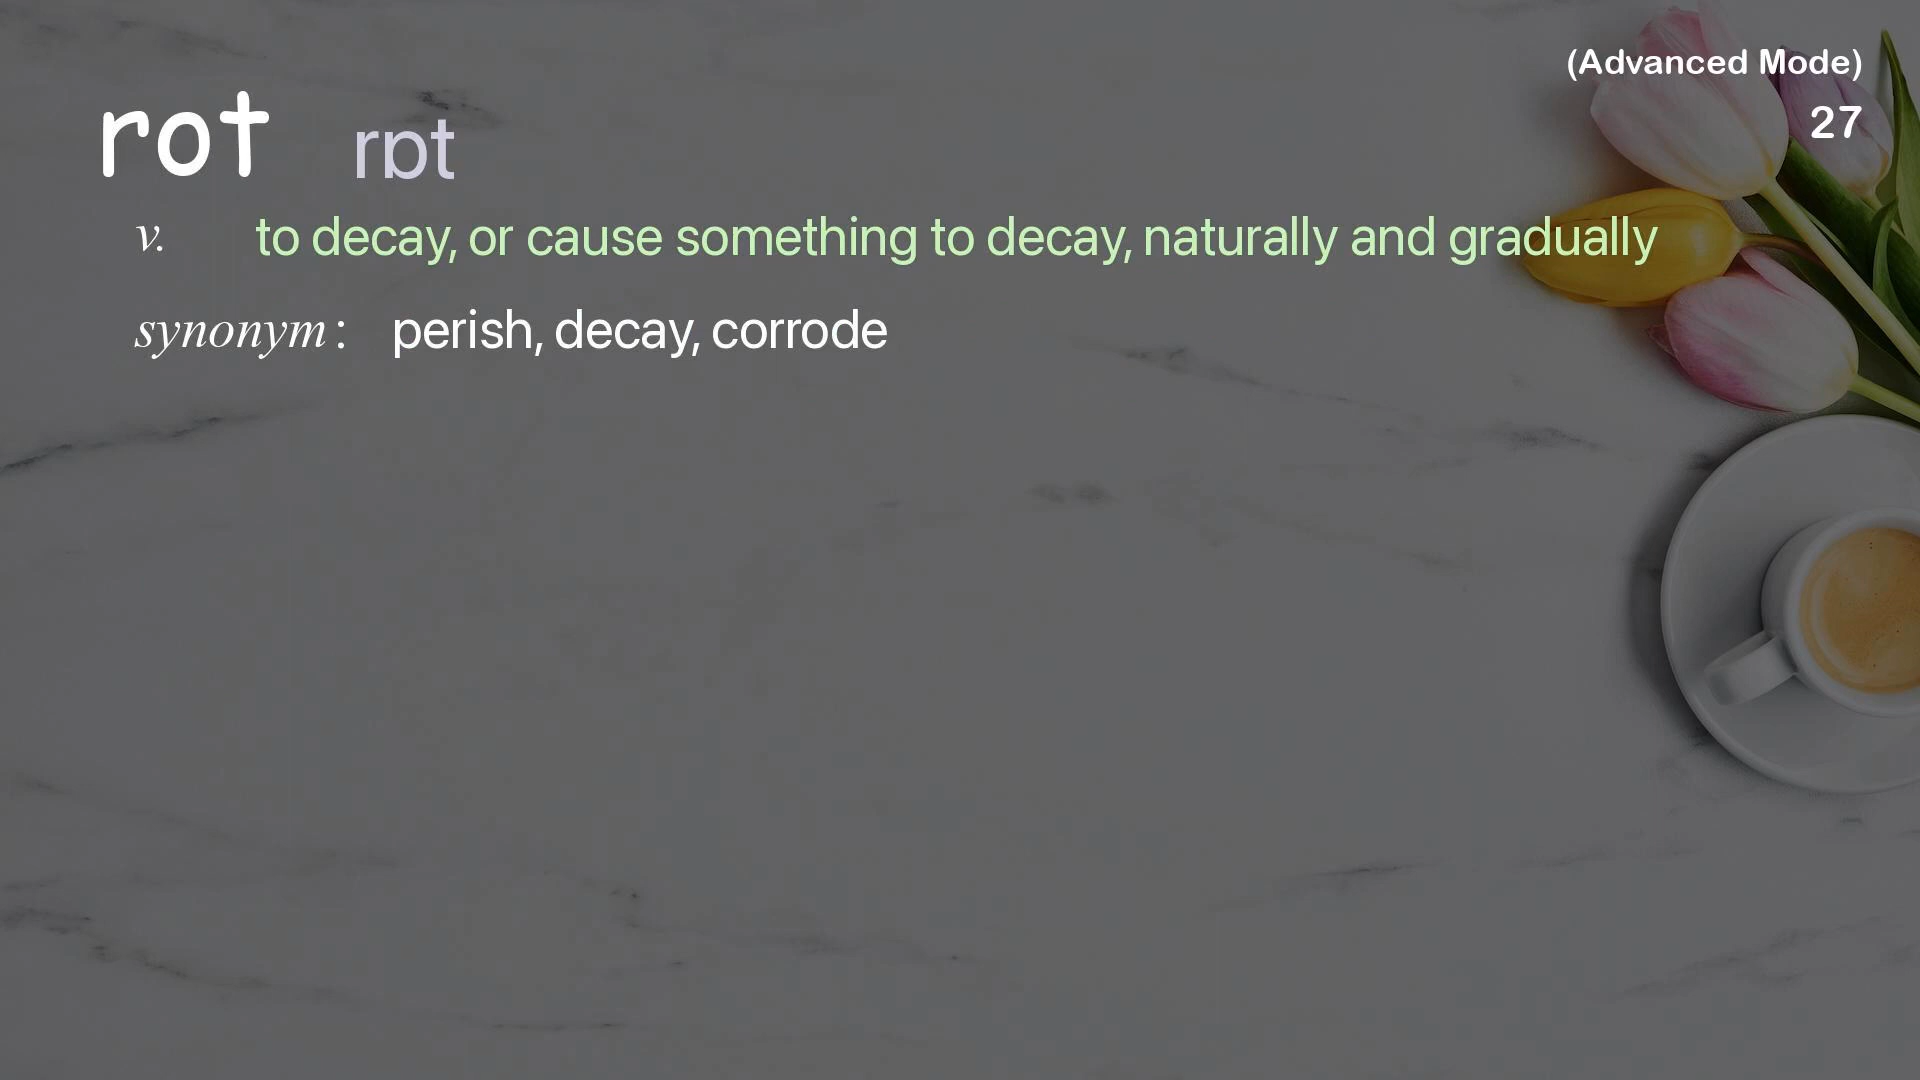 (Advanced Mode)
27
rot rɒt
v. to decay, or cause something to decay, naturally and gradually
synonym : perish, decay, corrode